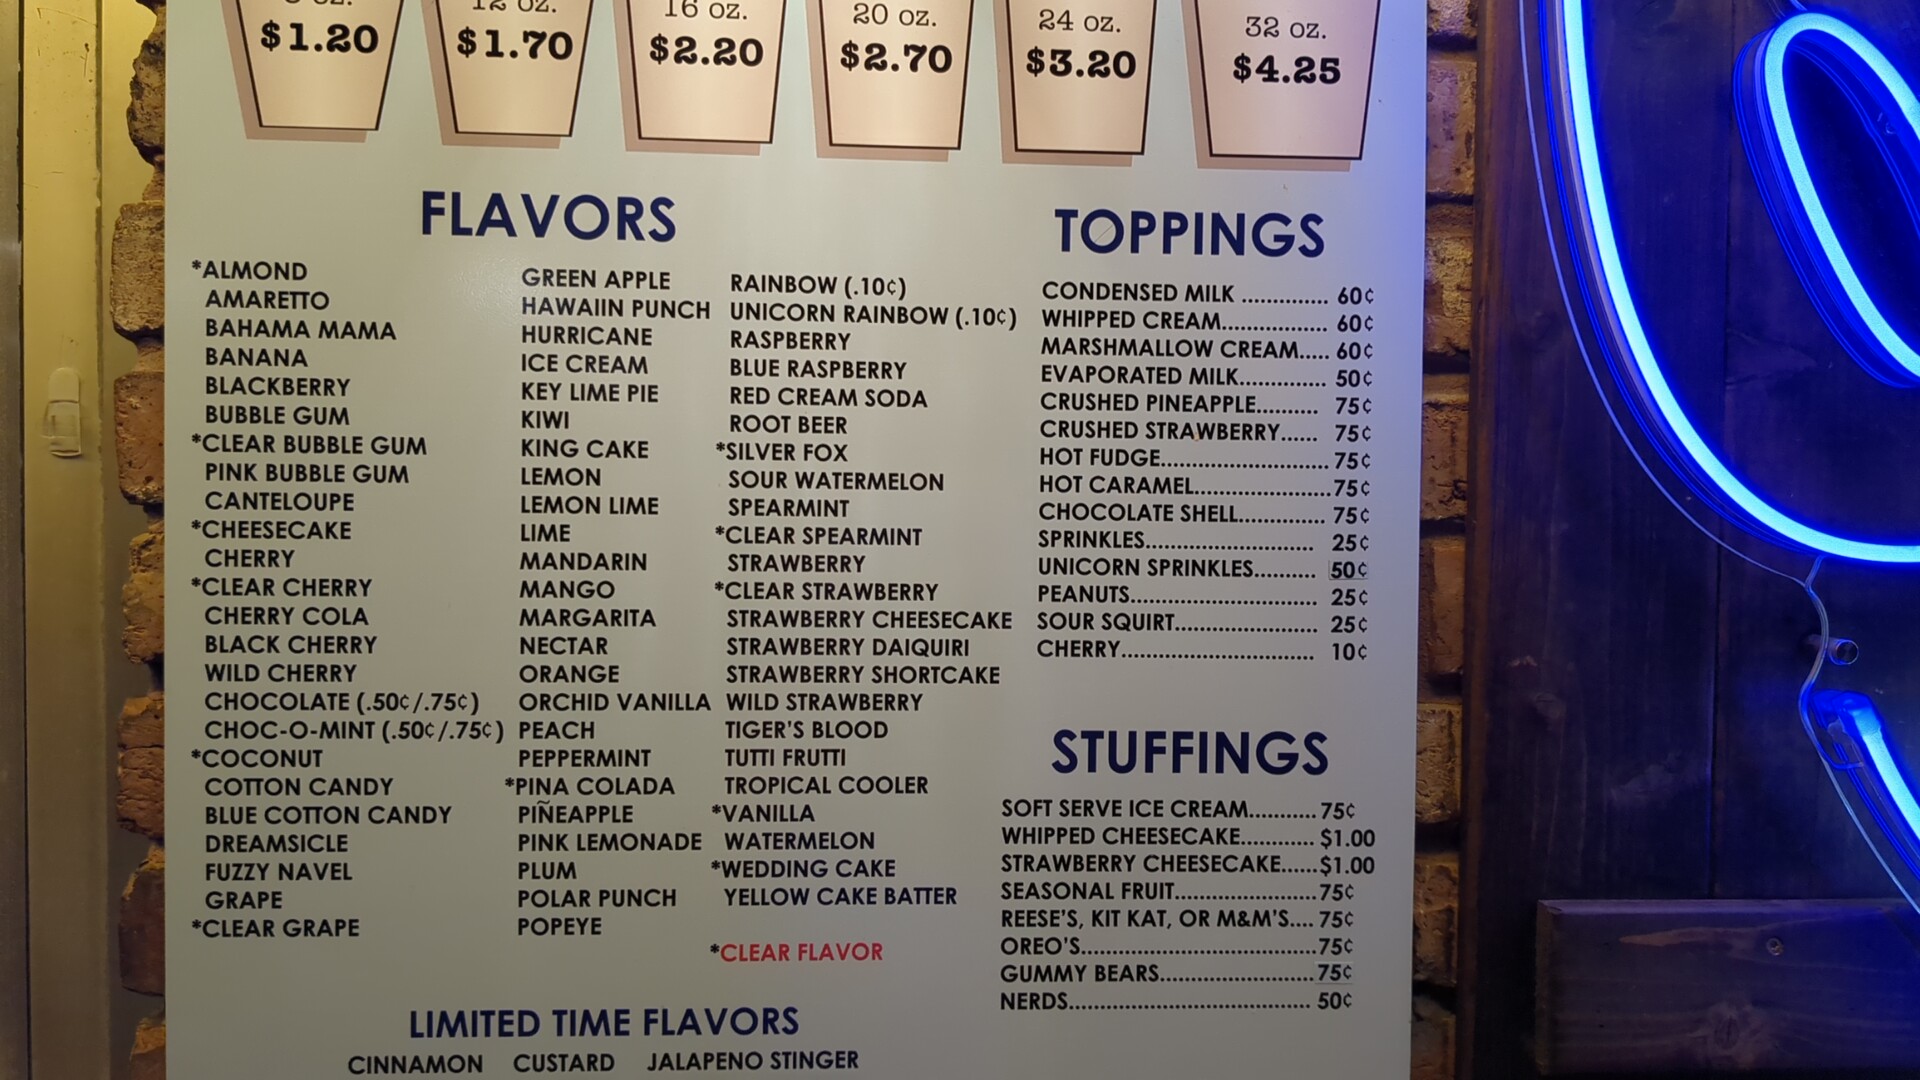 12 OZ.
16 OZ.
20 OZ.
24 OZ.
32 OZ.
$1.20
$1.70
$2.20
$2.70
$3.20
$4.25
FLAVORS
*ALMOND
AMARETTO
BAHAMA MAMA
BANANA
BLACKBERRY
BUBBLE GUM
*CLEAR BUBBLE GUM
PINK BUBBLE GUM
CANTELOUPE
*CHEESECAKE
CHERRY
*CLEAR CHERRY
CHERRY COLA
BLACK CHERRY
WILD CHERRY
CHOCOLATE (.50¢/.75¢)
CHOC-O-MINT (.50¢/.75¢)
*COCONUT
COTTON CANDY
BLUE COTTON CANDY
DREAMSICLE
FUZZY NAVEL
GRAPE
*CLEAR GRAPE
GREEN APPLE
HAWAIIN PUNCH
HURRICANE
ICE CREAM
KEY LIME PIE
KIWI
KING CAKE
LEMON
LEMON LIME
LIME
MANDARIN
MANGO
MARGARITA
NECTAR
ORANGE
ORCHID VANILLA
PEACH
PEPPERMINT
*PINA COLADA
PIÑEAPPLE
PINK LEMONADE
PLUM
POLAR PUNCH
POPEYE
RAINBOW (.10¢)
UNICORN RAINBOW (.10¢)
RASPBERRY
BLUE RASPBERRY
RED CREAM SODA
ROOT BEER
*SILVER FOX
SOUR WATERMELON
SPEARMINT
*CLEAR SPEARMINT
STRAWBERRY
*CLEAR STRAWBERRY
STRAWBERRY CHEESECAKE
STRAWBERRY DAIQUIRI
STRAWBERRY SHORTCAKE
WILD STRAWBERRY
TIGER'S BLOOD
TUTTI FRUTTI
TROPICAL COOLER
*VANILLA
WATERMELON
*WEDDING CAKE
YELLOW CAKE BATTER
*CLEAR FLAVOR
LIMITED TIME FLAVORS
CINNAMON CUSTARD JALAPENO STINGER
TOPPINGS
CONDENSED MILK .............. 60¢
WHIPPED CREAM................. 60¢
MARSHMALLOW CREAM..... 60¢
EVAPORATED MILK.............. 50¢
CRUSHED PINEAPPLE.......... 75¢
CRUSHED STRAWBERRY...... 75¢
HOT FUDGE........................... 75¢
HOT CARAMEL...................... 75¢
CHOCOLATE SHELL.............. 75¢
SPRINKLES........................... 25¢
UNICORN SPRINKLES.......... 50¢
PEANUTS.............................. 25¢
SOUR SQUIRT....................... 25¢
CHERRY............................... 10¢
STUFFINGS
SOFT SERVE ICE CREAM........... 75¢
WHIPPED CHEESECAKE............ $1.00
STRAWBERRY CHEESECAKE...... $1.00
SEASONAL FRUIT....................... 75¢
REESE'S, KIT KAT, OR M&M'S.... 75¢
OREO'S...................................... 75¢
GUMMY BEARS......................... 75¢
NERDS....................................... 50¢